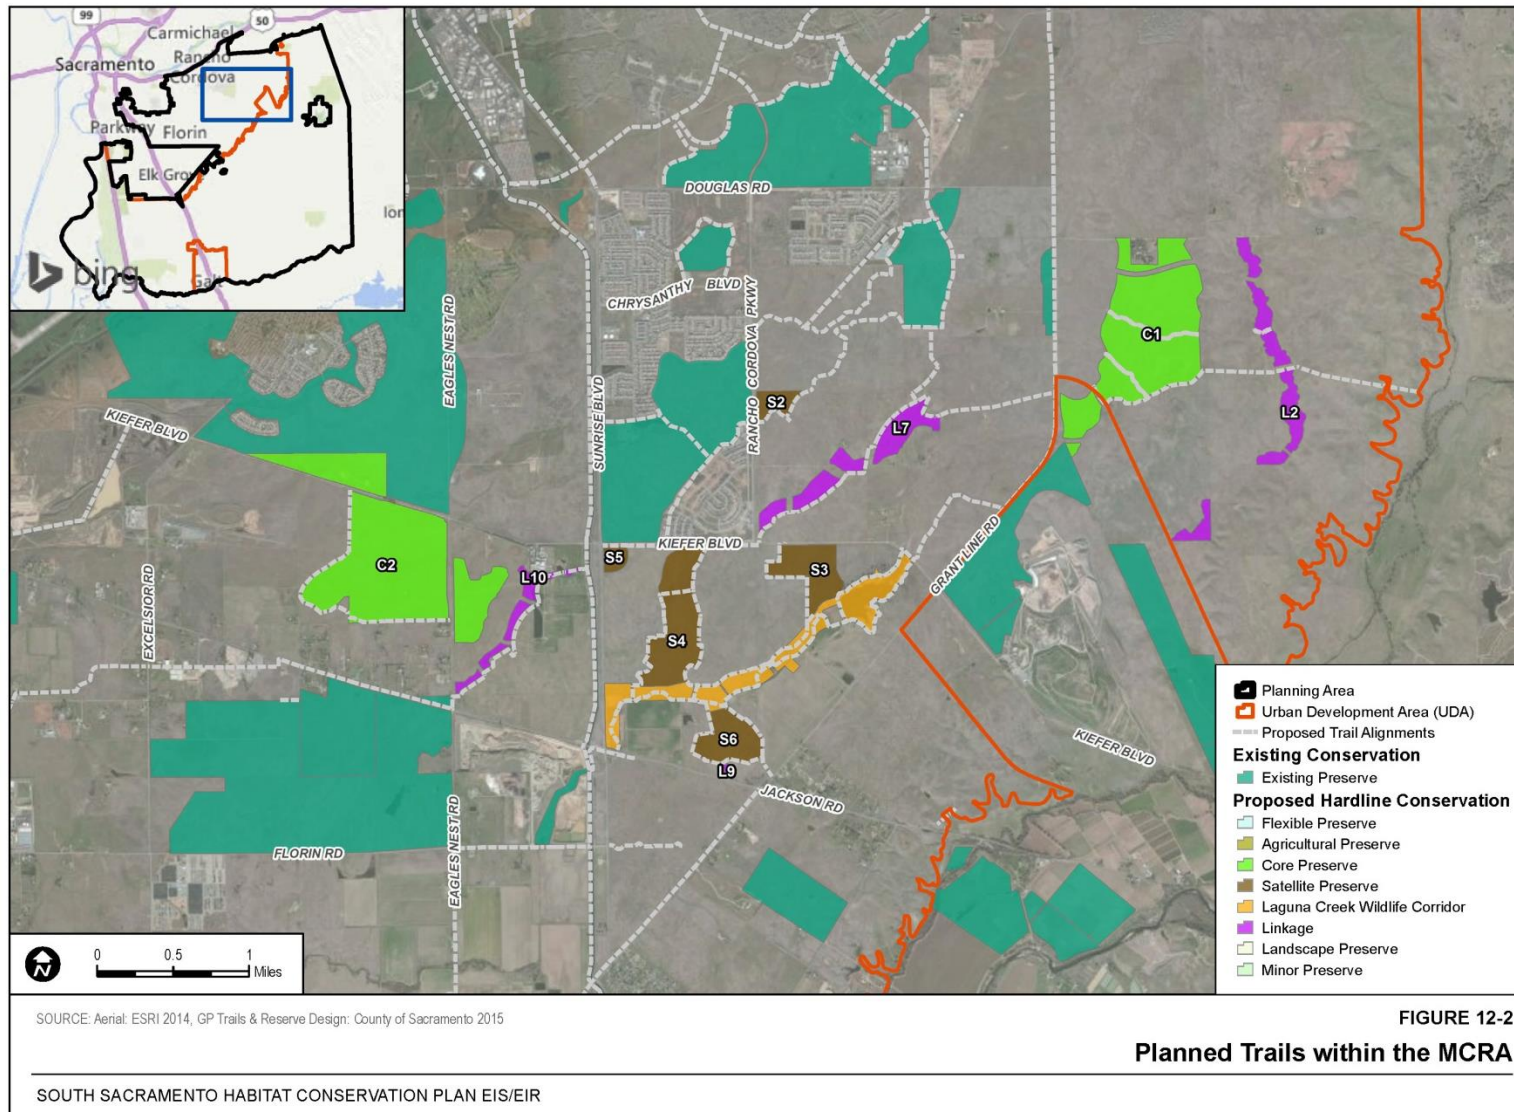 99
50
Carmichael
Rancho
Cordova
Sacramento
Parkway
Florin
Elk Grov
Ion
Galt
bing
DOUGLAS RD
CHRYSANTHY BLVD
EAGLES NEST RD
SUNRISE BLVD
RANCHO CORDOVA PKWY
KIEFER BLVD
C1
S2
L7
L2
KIEFER BLVD
GRANT LINE RD
EXCELSIOR RD
C2
L10
S5
S3
S4
S6
L9
JACKSON RD
KIEFER BLVD
FLORIN RD
EAGLES NEST RD
Planning Area
Urban Development Area (UDA)
Proposed Trail Alignments
Existing Conservation
Existing Preserve
Proposed Hardline Conservation
Flexible Preserve
Agricultural Preserve
Core Preserve
Satellite Preserve
Laguna Creek Wildlife Corridor
Linkage
Landscape Preserve
Minor Preserve
N
0 0.5 1
Miles
SOURCE: Aerial: ESRI 2014, GP Trails & Reserve Design: County of Sacramento 2015
FIGURE 12-2
Planned Trails within the MCRA
SOUTH SACRAMENTO HABITAT CONSERVATION PLAN EIS/EIR